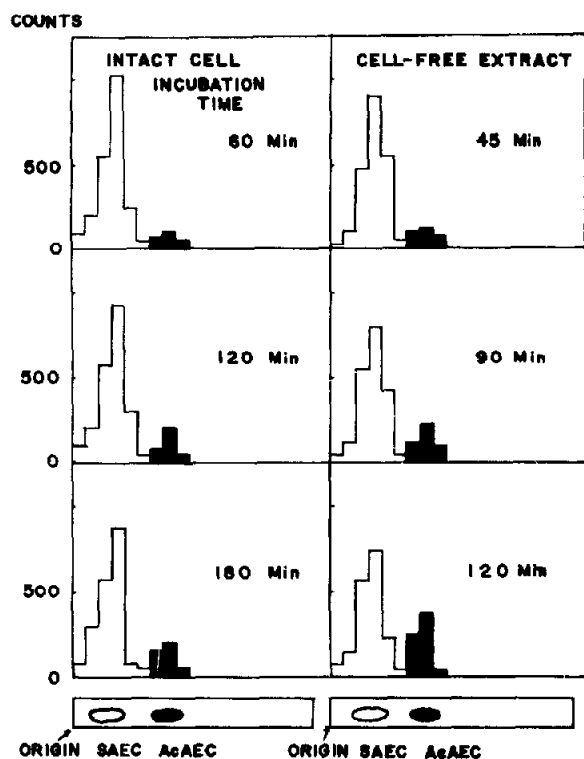 COUNTS
INTACT CELL
INCUBATION
TIME
60 Min
CELL-FREE EXTRACT
45 Min
500
0
120 Min
90 Min
500
0
180 Min
120 Min
500
0
ORIGIN SAEC AcAEC
ORIGIN SAEC AcAEC